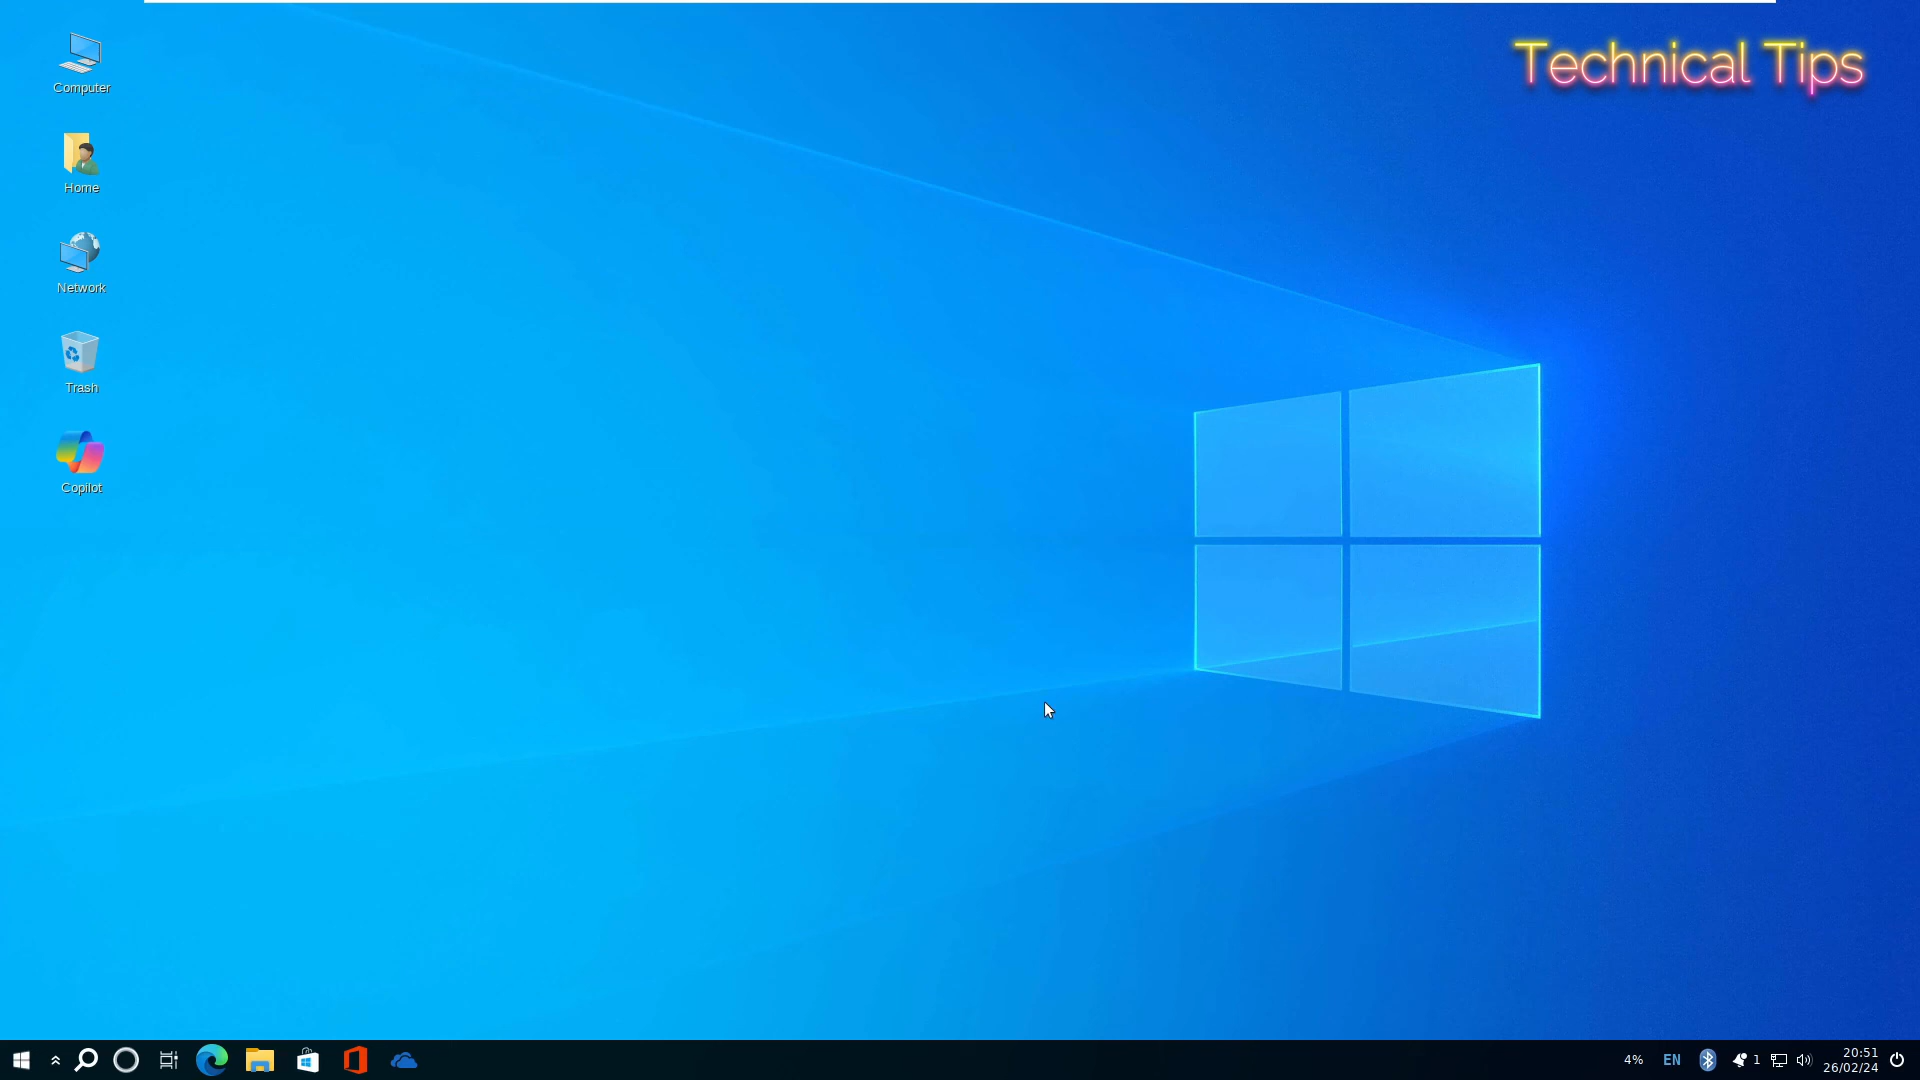 Technical Tips
Computer
Home
Network
Trash
Copilot
4%
EN
1
20:51
26/02/24